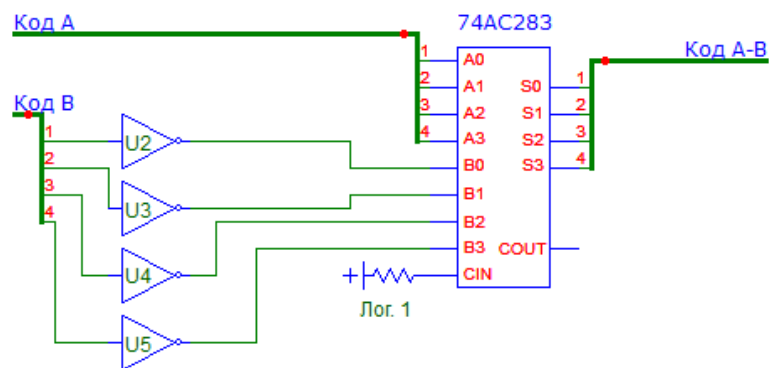 Код A
74AC283
Код A-B
1 A0
2 A1 S0 1
3 A2 S1 2
4 A3 S2 3
Код B
B0 S3 4
1 U2
2 B1
3 U3 B2
4 B3 COUT
U4 CIN
Лог. 1
U5